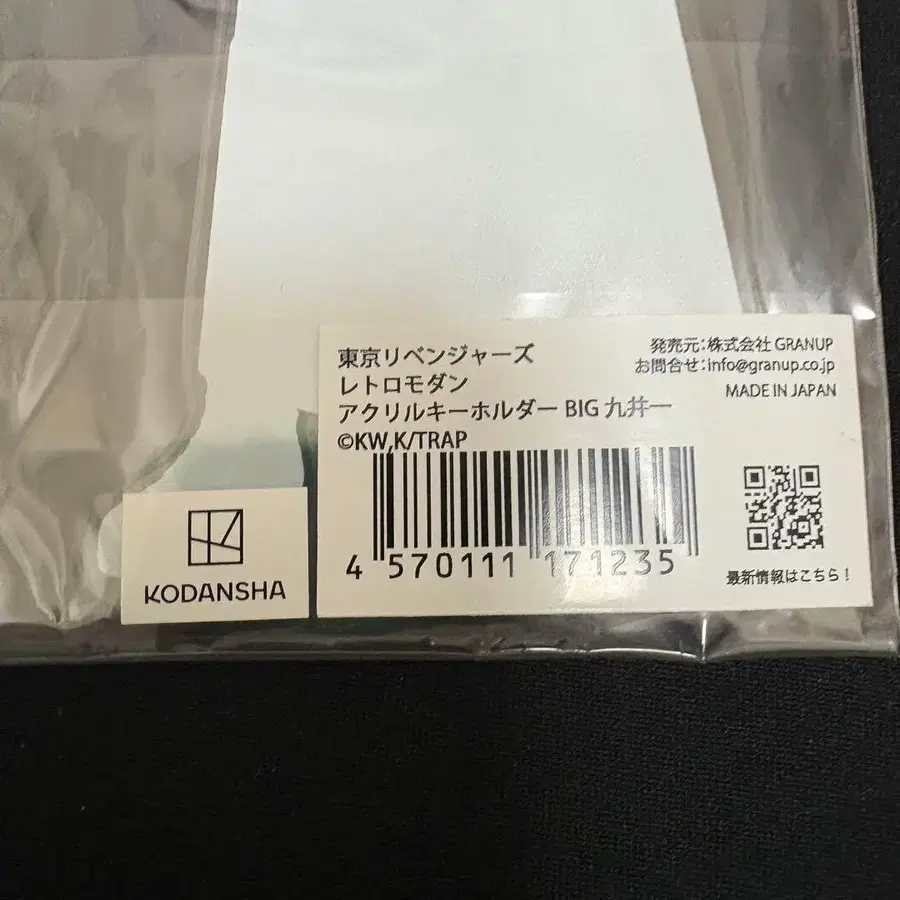 東京リベンジャーズ
レトロモダン
アクリルキーホルダー BIG 九井一
©KW,K/TRAP
発売元:株式会社 GRANUP
お問合せ:info@granup.co.jp
MADE IN JAPAN
4 570111 171235
最新情報はこちら！
KODANSHA